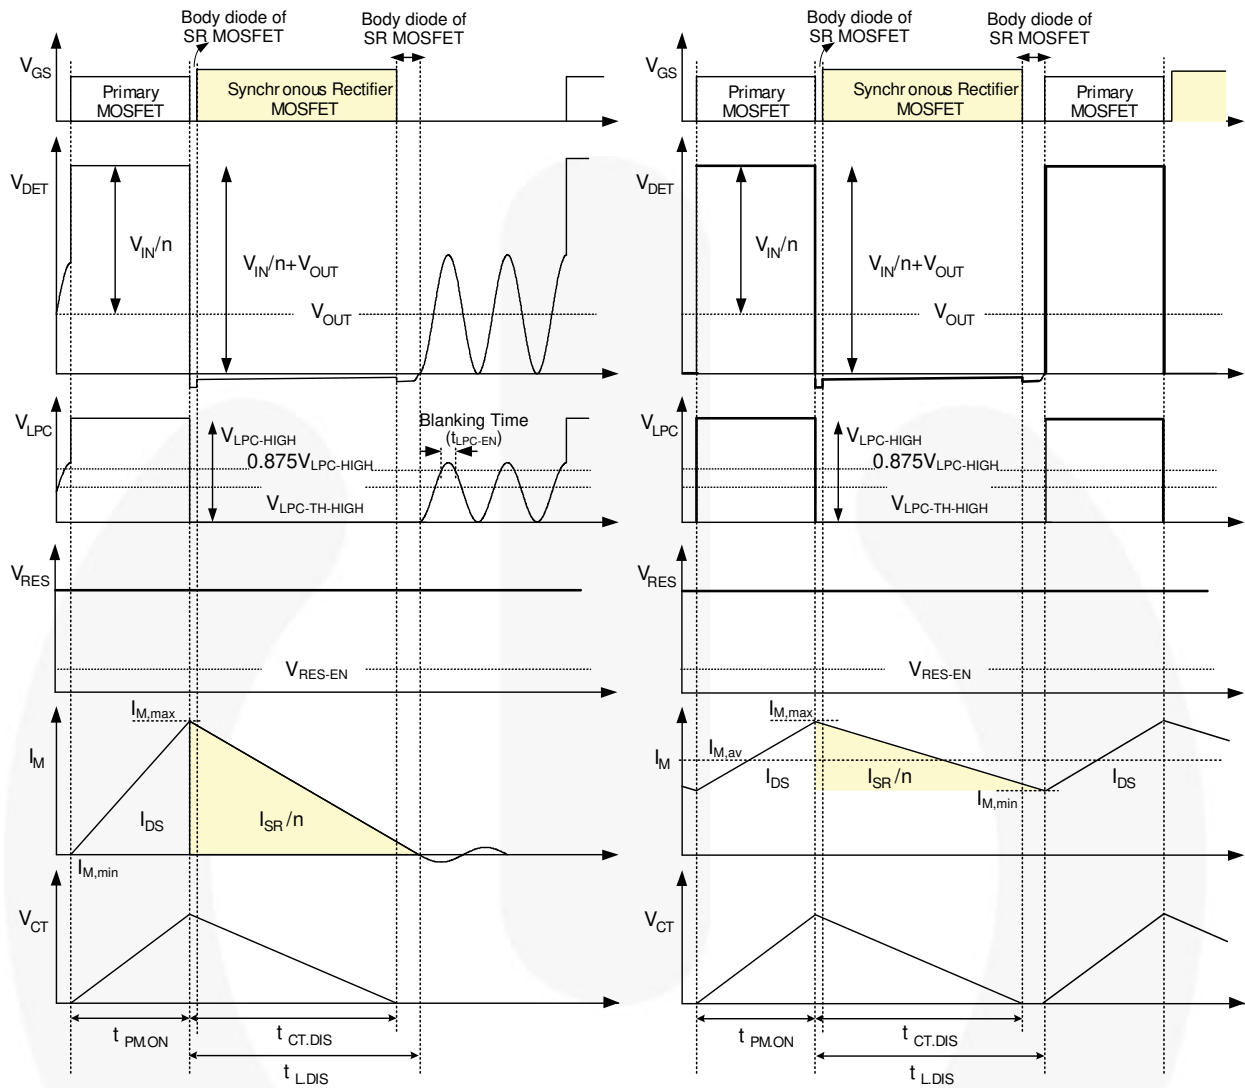 Body diode of
SR MOSFET
Body diode of
SR MOSFET
VGS
Primary
MOSFET
Synchronous Rectifier
MOSFET
VDET
VIN/n
VIN/n+VOUT
VOUT
VLPC
VLPC-HIGH
0.875VLPC-HIGH
VLPC-TH-HIGH
Blanking Time
(tLPC-EN)
VRES
VRES-EN
IM,max
IM
IDS
ISR/n
IM,min
VCT
t PM.ON
t CT.DIS
t L.DIS
Body diode of
SR MOSFET
Body diode of
SR MOSFET
VGS
Primary
MOSFET
Synchronous Rectifier
MOSFET
Primary
MOSFET
VDET
VIN/n
VIN/n+VOUT
VOUT
VLPC
VLPC-HIGH
0.875VLPC-HIGH
VLPC-TH-HIGH
VRES
VRES-EN
IM,max
IM,av
IM
IDS
ISR/n
IM,min
IDS
VCT
t PM.ON
t CT.DIS
t L.DIS